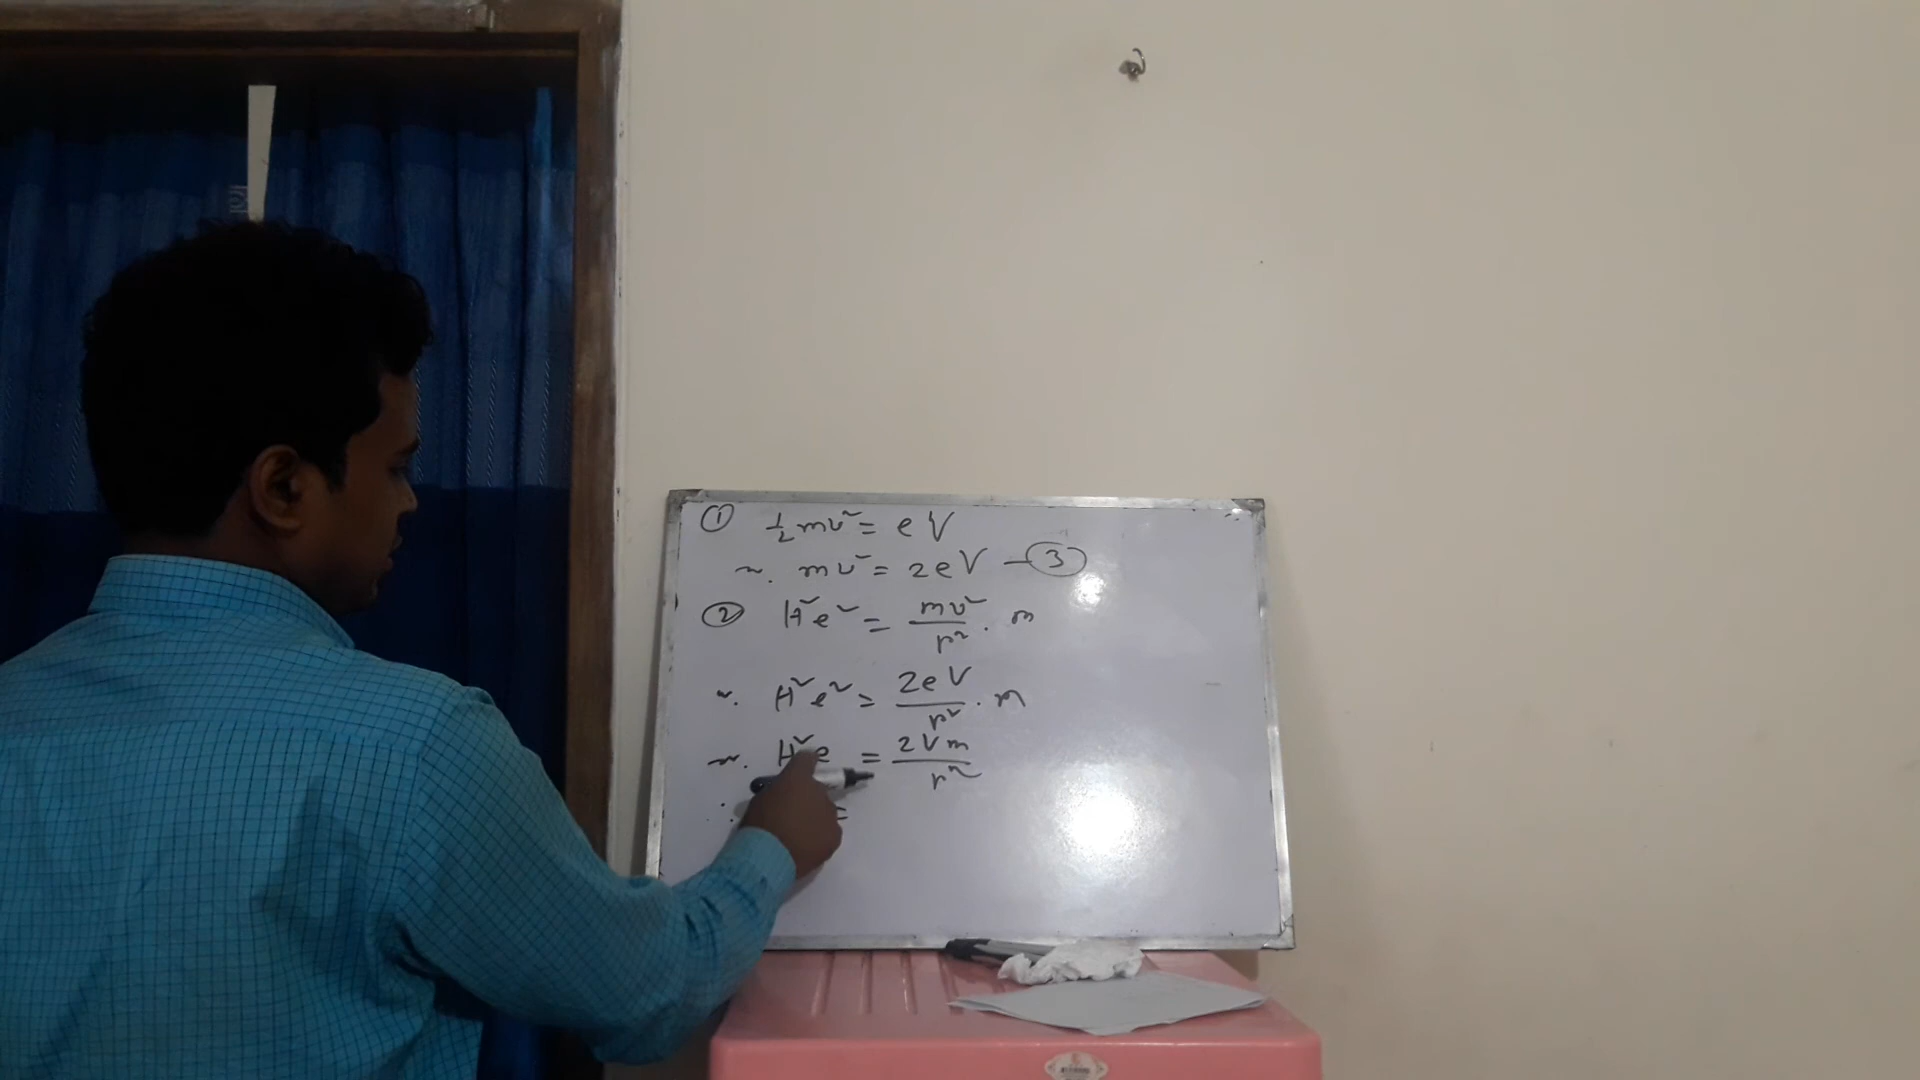 ① ½mv² = eV
~. mv² = 2eV — ③
② H²e² = mv²/r² . m
~. H²e² = 2eV/r² . m
~. H²e = 2Vm/r²
=